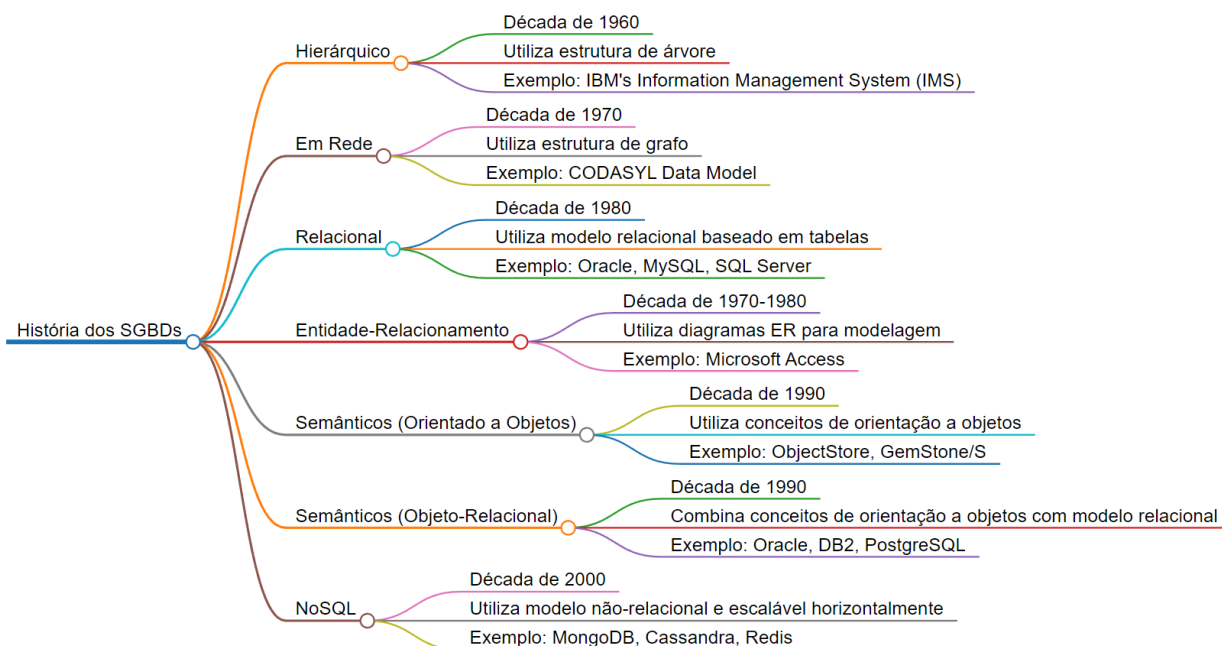 História dos SGBDs
Hierárquico
Década de 1960
Utiliza estrutura de árvore
Exemplo: IBM's Information Management System (IMS)
Em Rede
Década de 1970
Utiliza estrutura de grafo
Exemplo: CODASYL Data Model
Relacional
Década de 1980
Utiliza modelo relacional baseado em tabelas
Exemplo: Oracle, MySQL, SQL Server
Entidade-Relacionamento
Década de 1970-1980
Utiliza diagramas ER para modelagem
Exemplo: Microsoft Access
Semânticos (Orientado a Objetos)
Década de 1990
Utiliza conceitos de orientação a objetos
Exemplo: ObjectStore, GemStone/S
Semânticos (Objeto-Relacional)
Década de 1990
Combina conceitos de orientação a objetos com modelo relacional
Exemplo: Oracle, DB2, PostgreSQL
NoSQL
Década de 2000
Utiliza modelo não-relacional e escalável horizontalmente
Exemplo: MongoDB, Cassandra, Redis